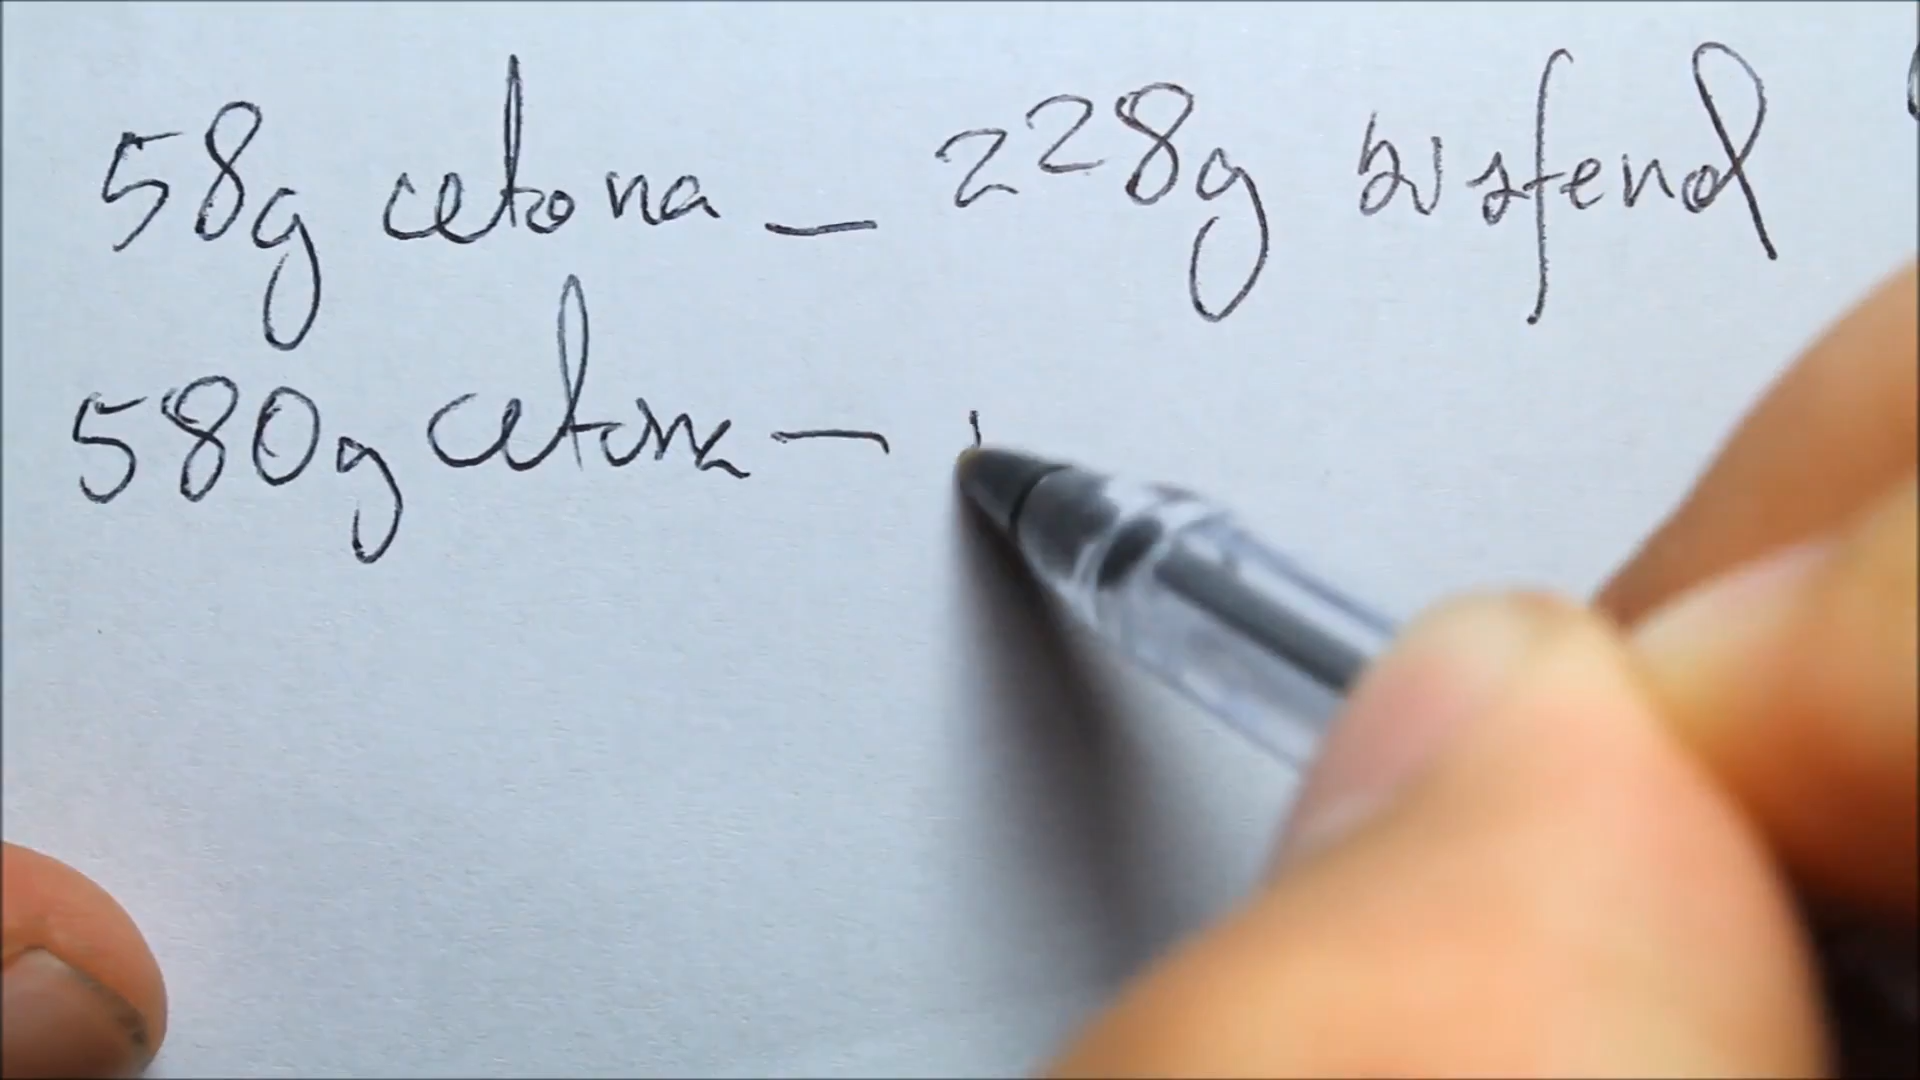 58g cetona - 228g bisfenol
580g cetona -